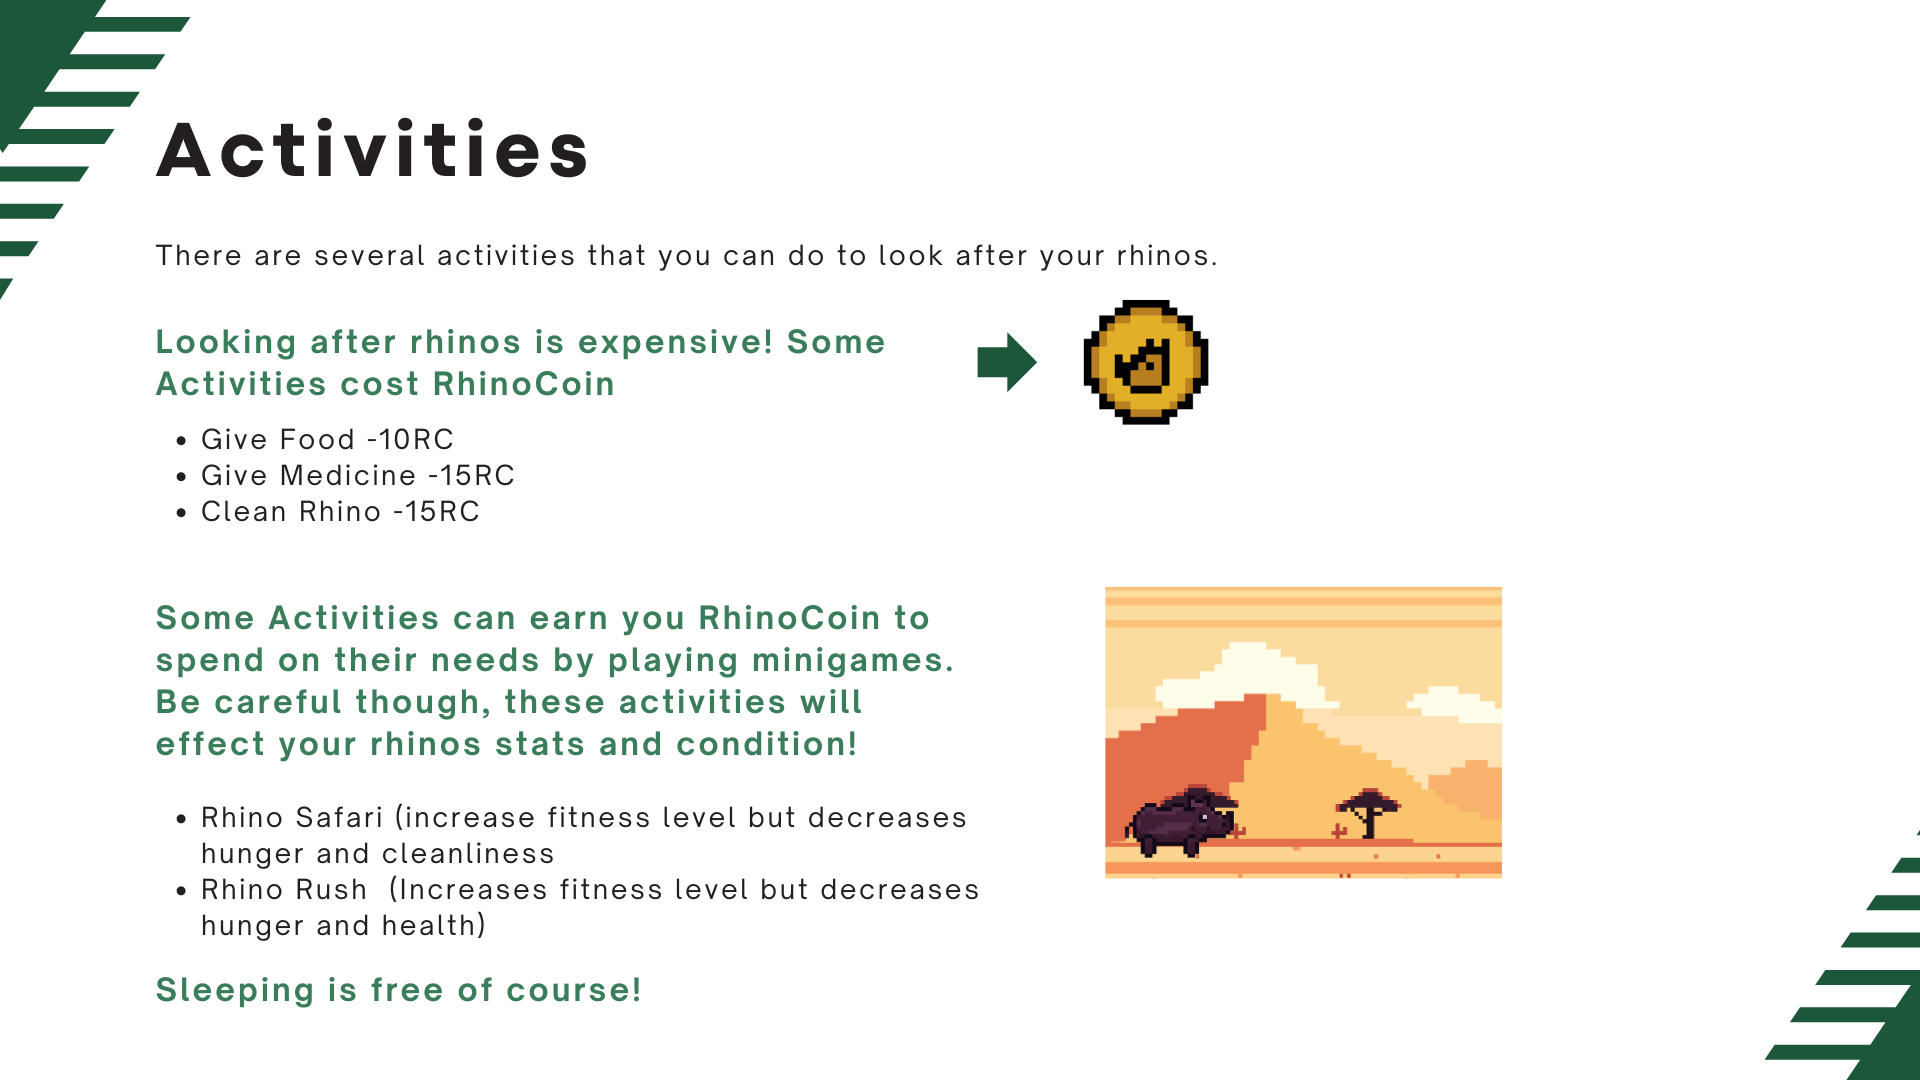 Activities
There are several activities that you can do to look after your rhinos.
Looking after rhinos is expensive! Some
Activities cost RhinoCoin
• Give Food -10RC
• Give Medicine -15RC
• Clean Rhino -15RC
Some Activities can earn you RhinoCoin to
spend on their needs by playing minigames.
Be careful though, these activities will
effect your rhinos stats and condition!
• Rhino Safari (increase fitness level but decreases
hunger and cleanliness
• Rhino Rush  (Increases fitness level but decreases
hunger and health)
Sleeping is free of course!